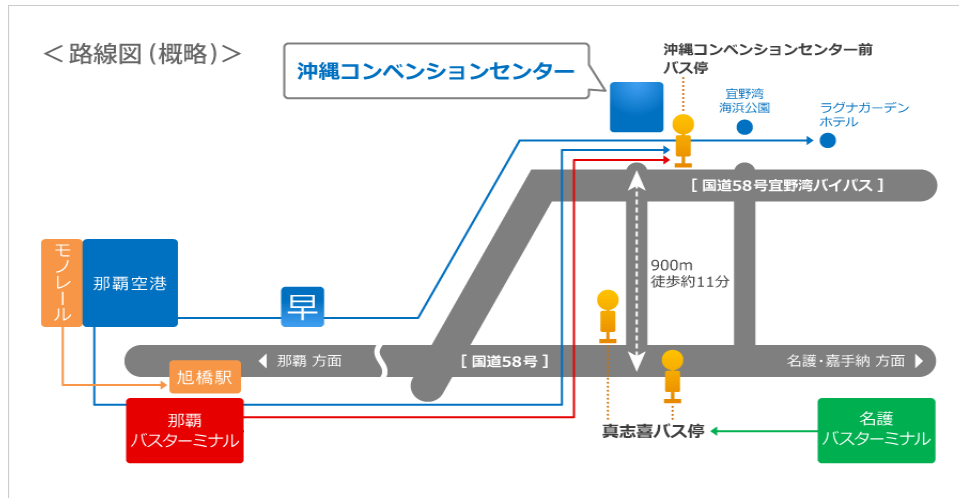 ＜路線図（概略）＞
沖縄コンベンションセンター
沖縄コンベンションセンター前
バス停
宜野湾
海浜公園
ラグナガーデン
ホテル
[ 国道58号宜野湾バイパス ]
モノレール
那覇空港
早
900m
徒歩約11分
那覇 方面
[ 国道58号 ]
名護・嘉手納 方面
旭橋駅
那覇
バスターミナル
真志喜バス停
名護
バスターミナル